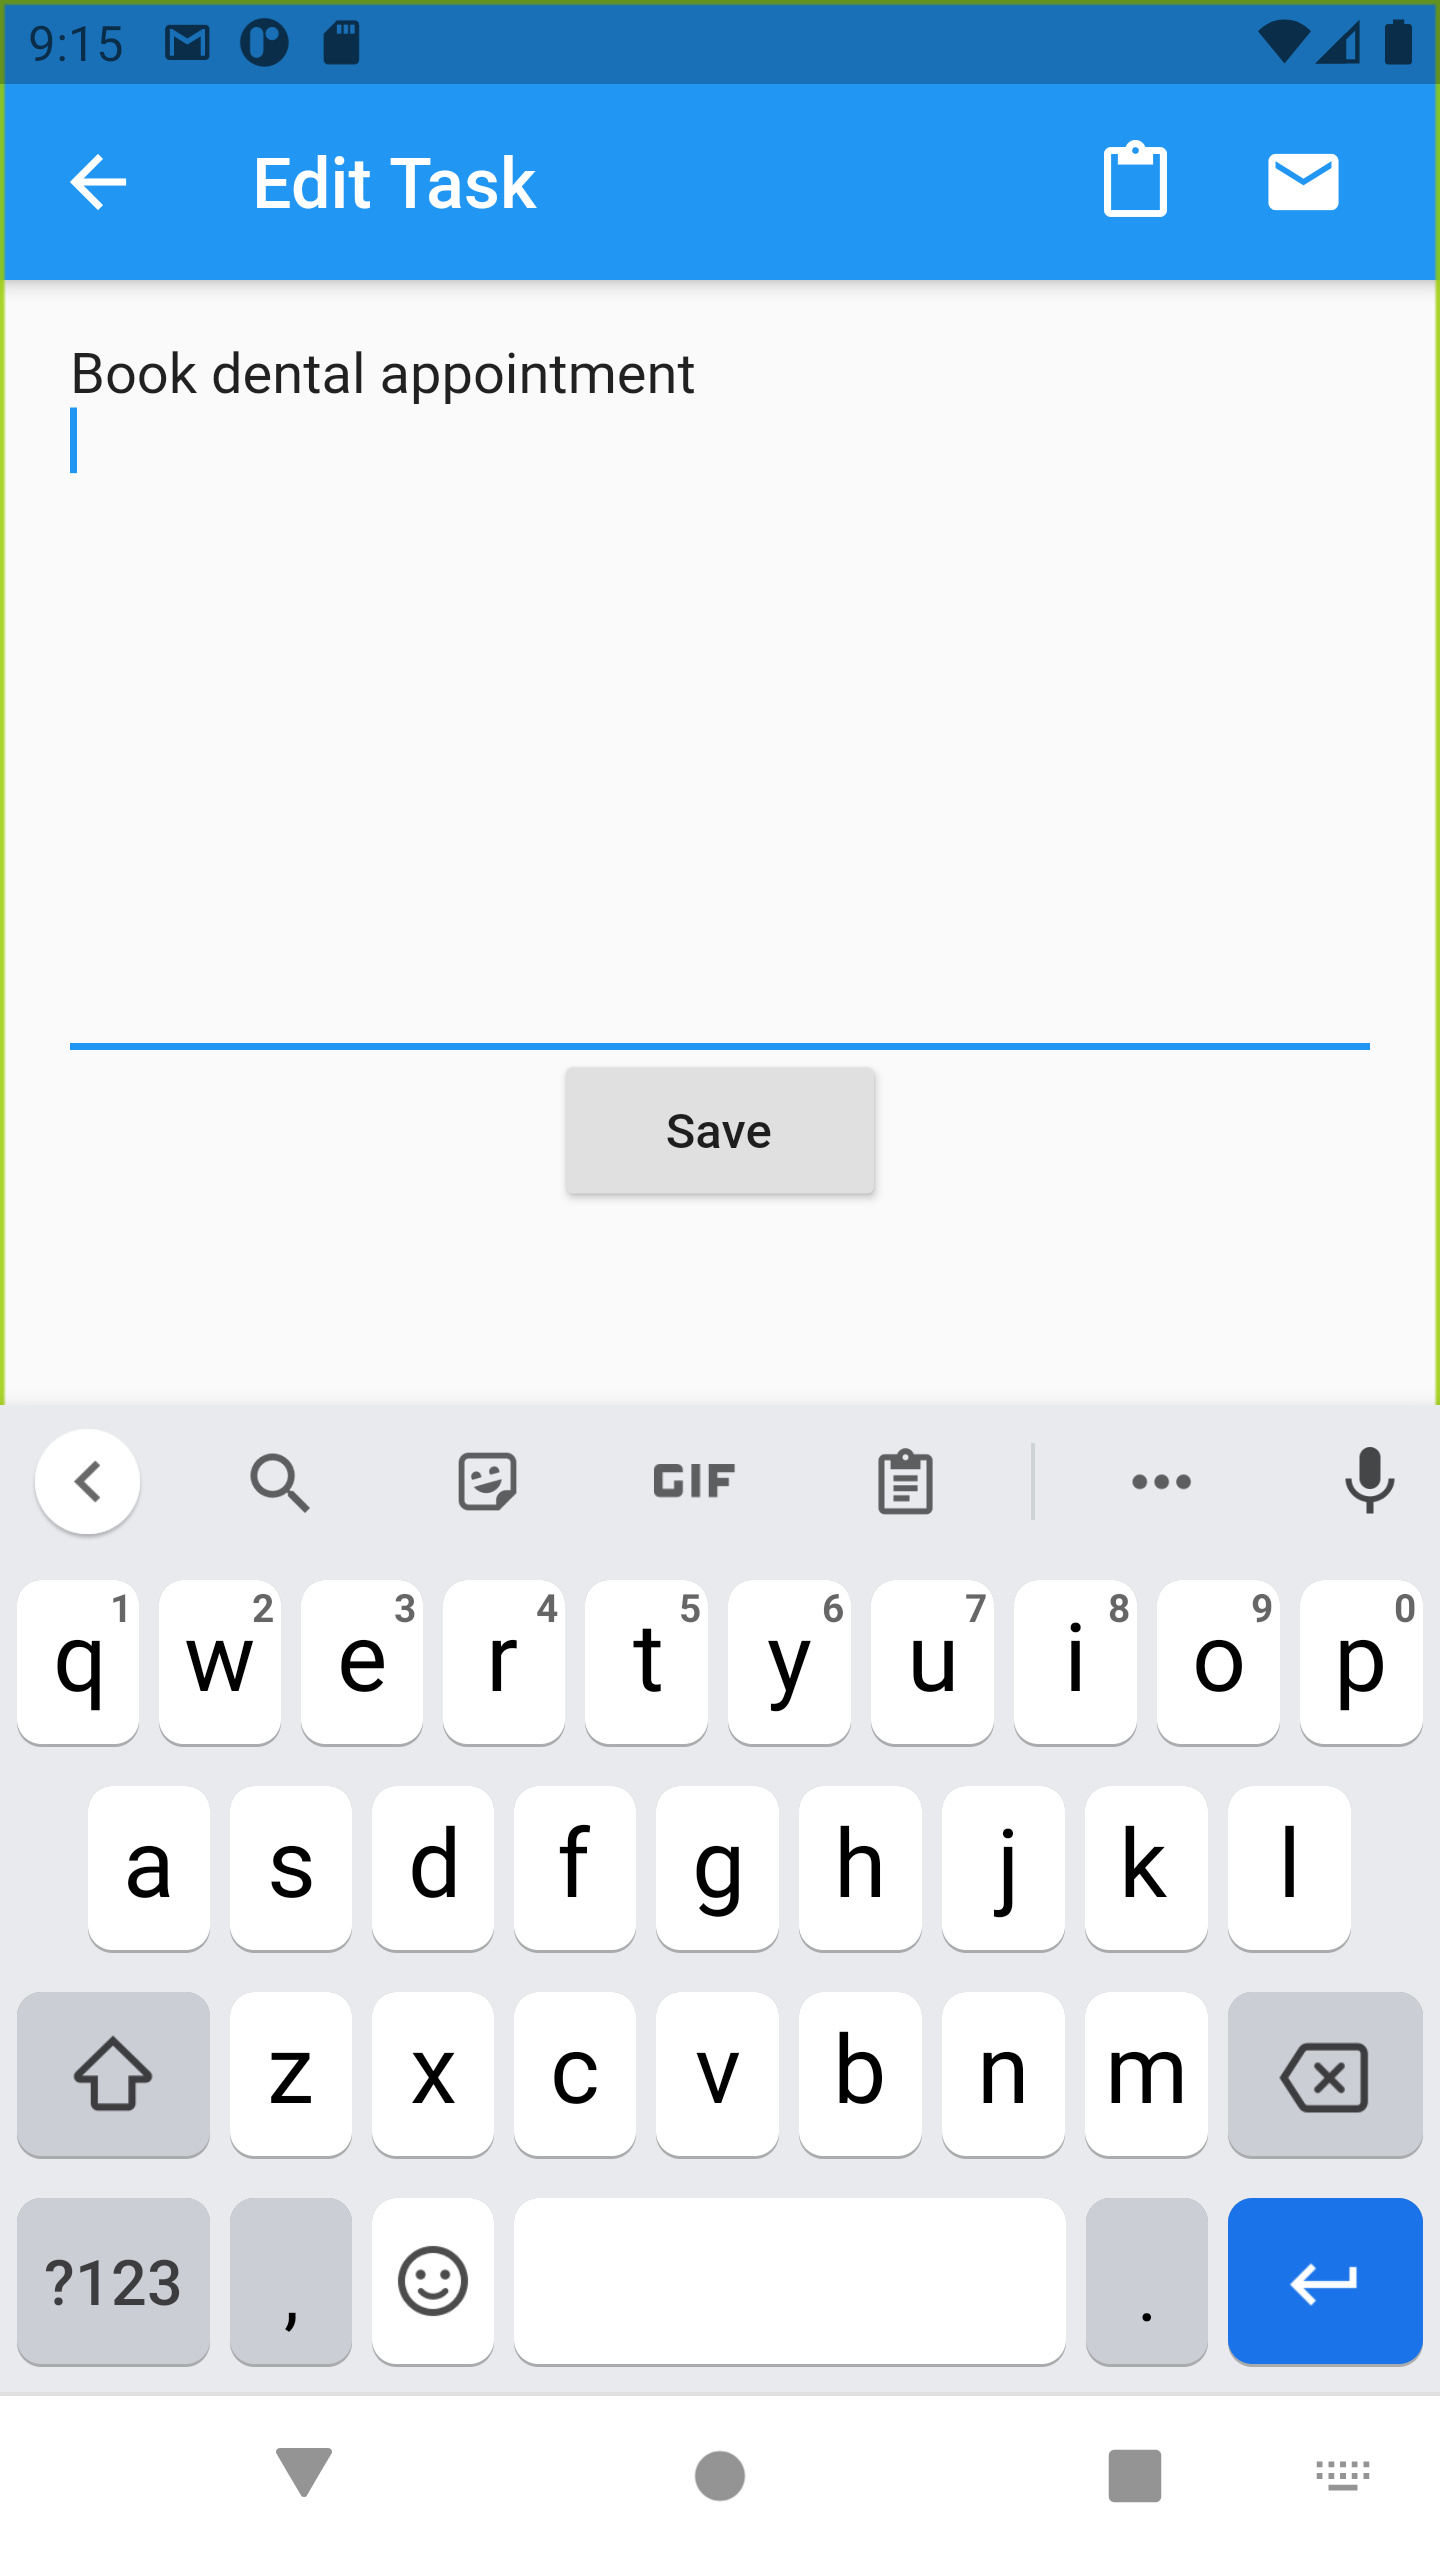 9:15
Edit Task
Book dental appointment
Save
GIF
q 1 w 2 e 3 r 4 t 5 y 6 u 7 i 8 o 9 p 0
a s d f g h j k l
z x c v b n m
?123 , .